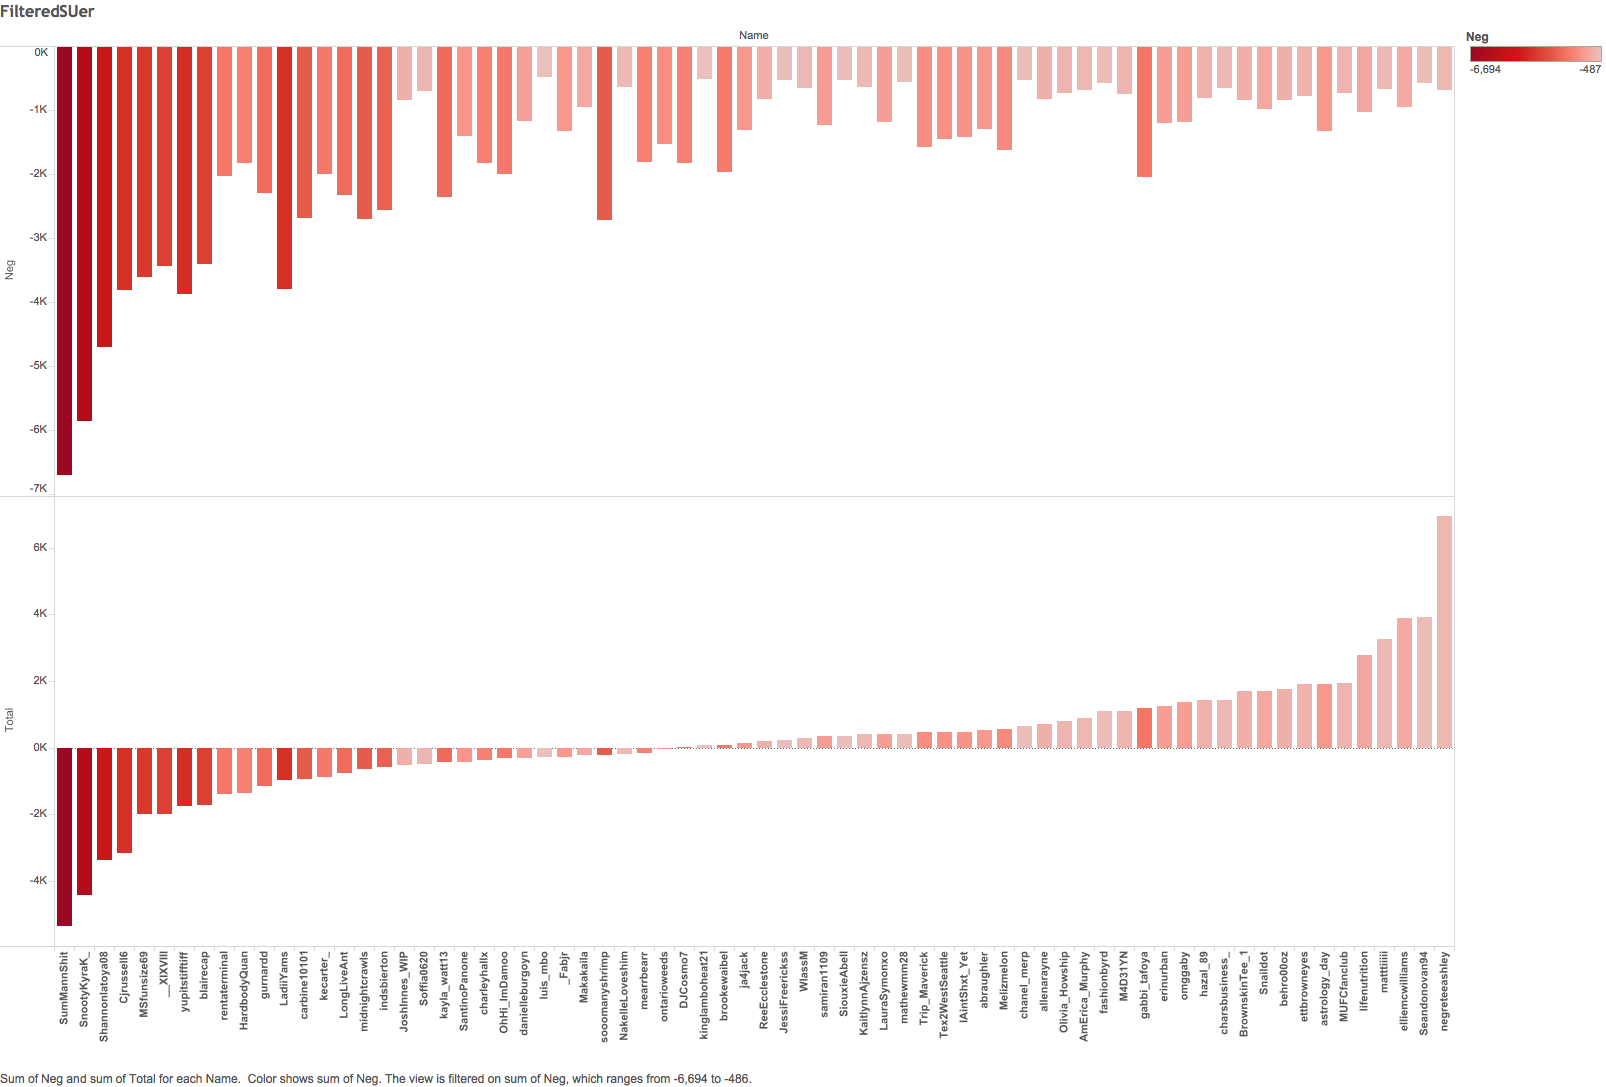 FilteredSUer
Name
Neg
-6,694 -487
0K
-1K
-2K
-3K
-4K
-5K
-6K
-7K
Neg
6K
4K
2K
0K
-2K
-4K
Total
SumMannShit
SnootyKyraK_
Shannonlatoya08
Cjrussell6
MSfunsize69
__XIXVIII
yupitstifftiff
blairecap
rentaterminal
HardbodyQuan
gurnardd
LadiiYams
carbine10101
kecarter_
LongLiveAnt
midnightcrawls
indsbierton
JoshInnes_WIP
Soffia0620
kayla_watt13
SantinoPannone
charleyhallx
OhHi_ImDamoo
danielleburgoyn
luis_mbo
_Fabjr
Makakaila
sooomanyshrimp
NakelleLoveshim
mearrbearr
ontarioweeds
DJCosmo7
kinglamboheat21
brookewaibel
ja4jack
ReeEcclestone
JessiFreerickss
WlassM
samiran1109
SiouxieAbell
KaitlynnAjzensz
LauraSymonxo
mathewmm28
Trip_Maverick
Tex2WestSeattle
IAintShxt_Yet
abraughler
Melizmelon
chanel_merp
allenarayne
Olivia_Howship
AmErica_Murphy
fashionbyrd
M4D31YN
gabbi_tafoya
erinurban
omggaby
hazal_89
charsbusiness_
BrownskinTee_1
Snaildot
behro00oz
ettbrowneyes
astrology_day
MUFCfanclub
lifenutrition
elliemcwilliams
Seandonovan94
negreteeashley
Sum of Neg and sum of Total for each Name.  Color shows sum of Neg. The view is filtered on sum of Neg, which ranges from -6,694 to -486.